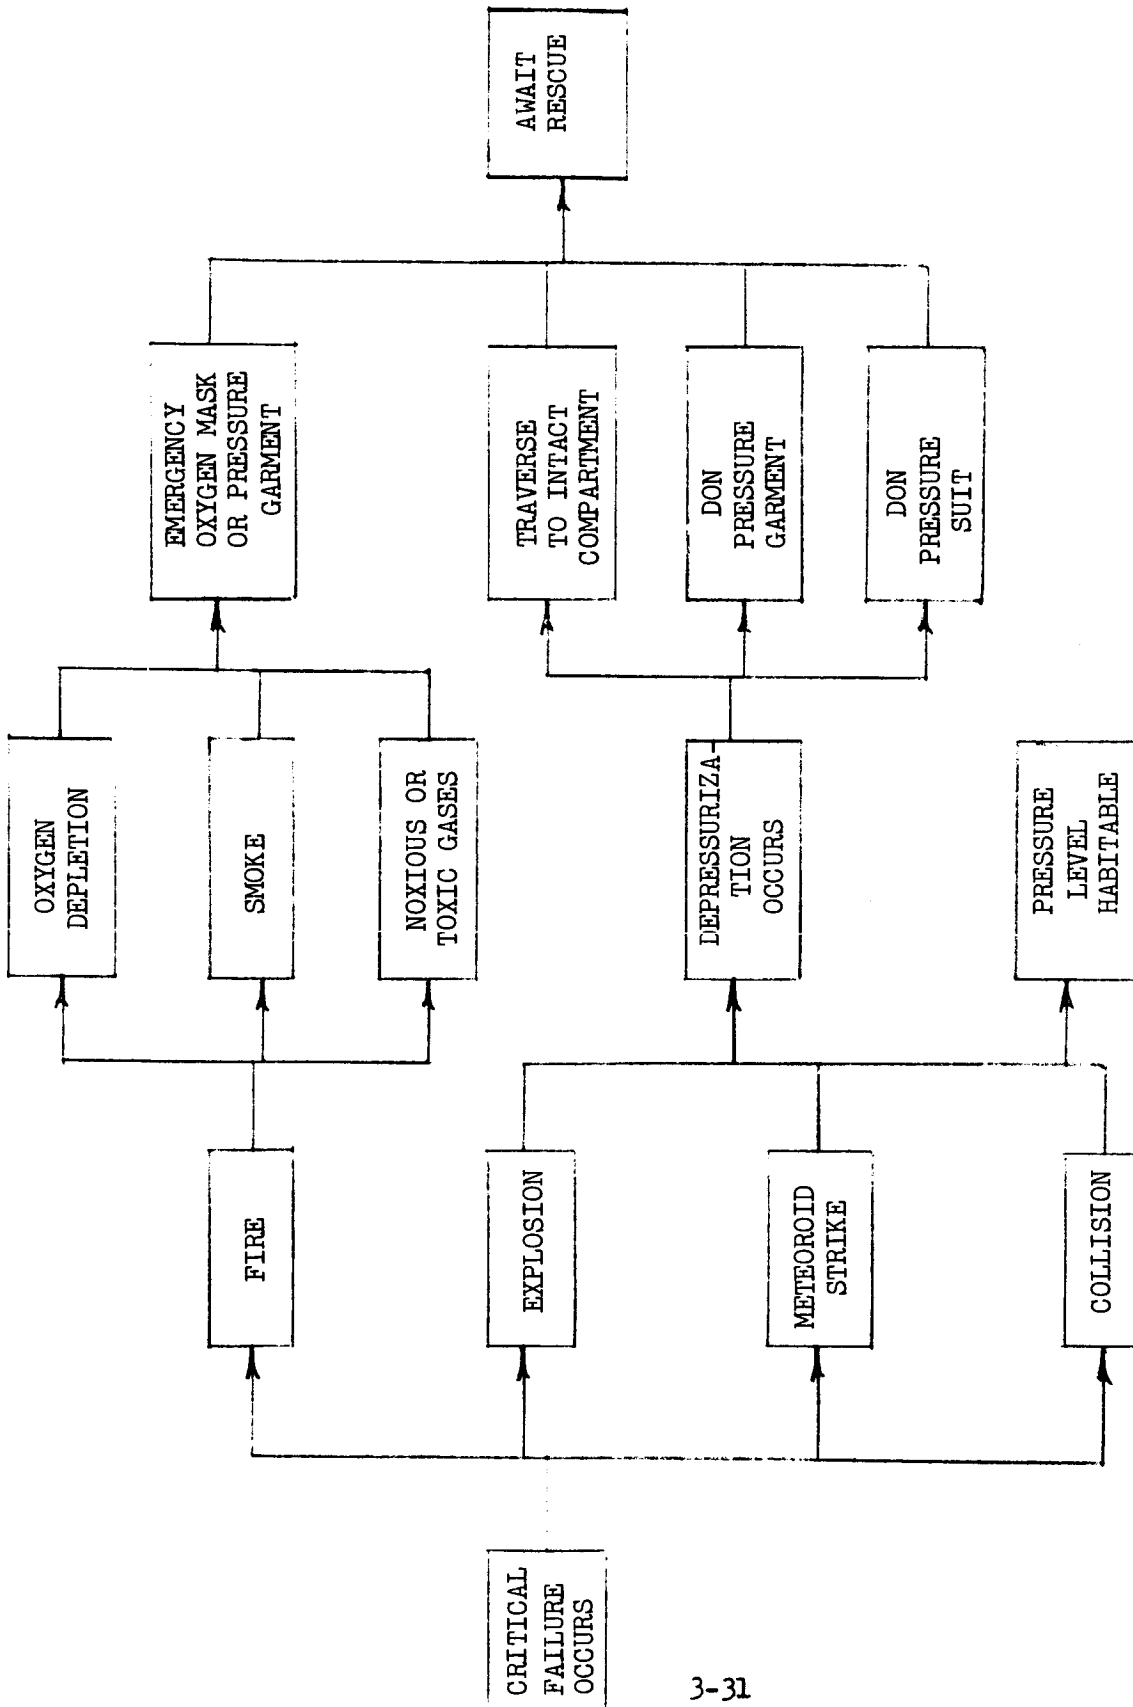 CRITICAL
FAILURE
OCCURS
FIRE
EXPLOSION
METEOROID
STRIKE
COLLISION
OXYGEN
DEPLETION
SMOKE
NOXIOUS OR
TOXIC GASES
DEPRESSURIZA-
TION
OCCURS
PRESSURE
LEVEL
HABITABLE
EMERGENCY
OXYGEN MASK
OR PRESSURE
GARMENT
TRAVERSE
TO INTACT
COMPARTMENT
DON
PRESSURE
GARMENT
DON
PRESSURE
SUIT
AWAIT
RESCUE
3-31